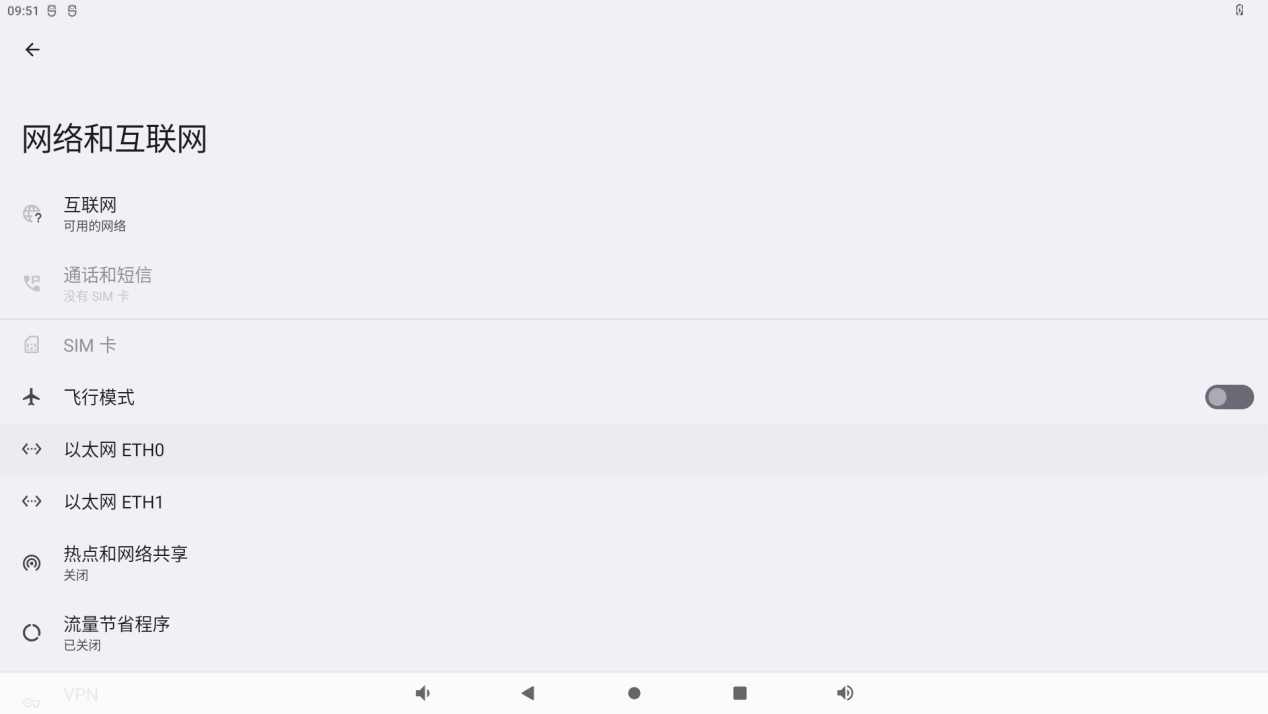 09:51
网络和互联网
互联网
可用的网络
通话和短信
没有 SIM 卡
SIM 卡
飞行模式
以太网 ETH0
以太网 ETH1
热点和网络共享
关闭
流量节省程序
已关闭
VPN